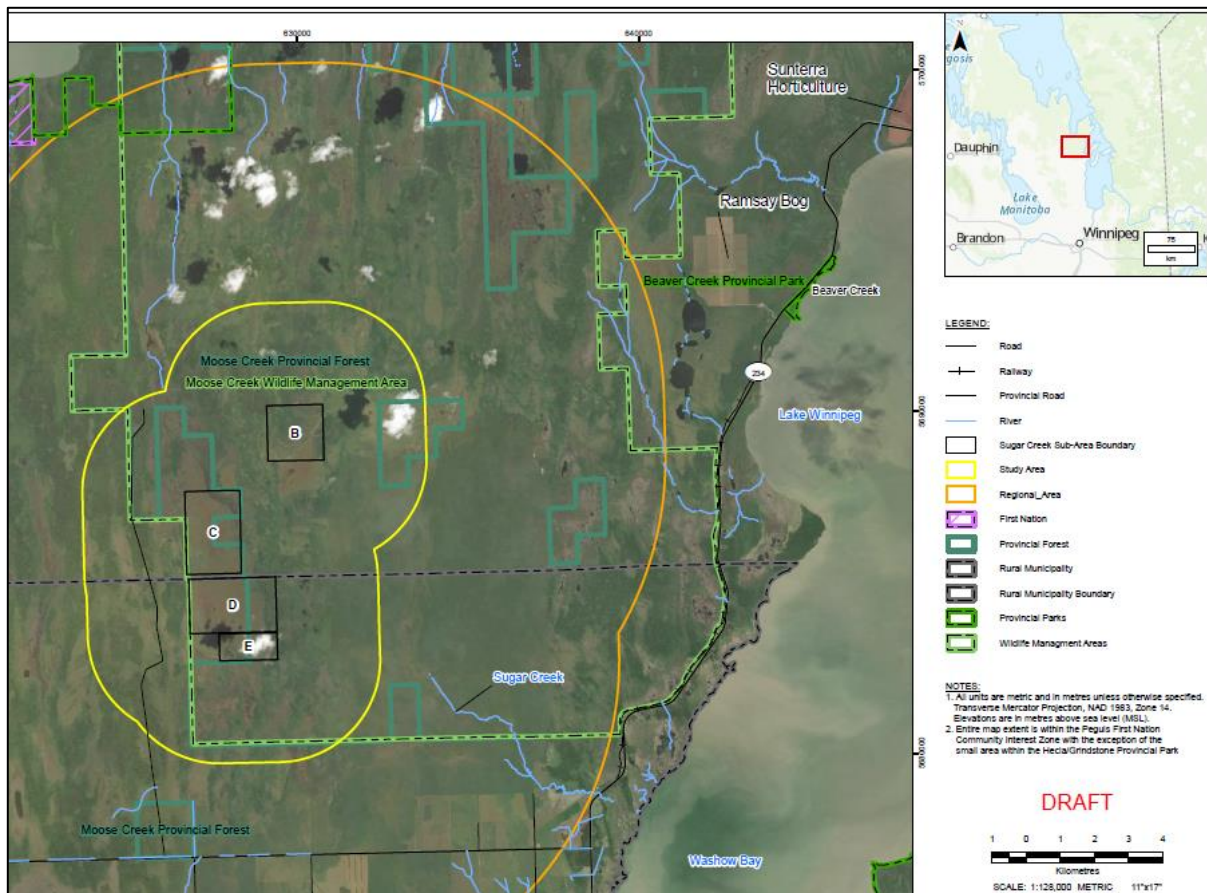 630000
640000
5700000
5690000
5680000
Sunterra
Horticulture
Ramsay Bog
Beaver Creek Provincial Park
Beaver Creek
234
Lake Winnipeg
Moose Creek Provincial Forest
Moose Creek Wildlife Management Area
B
C
D
E
Sugar Creek
Moose Creek Provincial Forest
Washow Bay
N
Dauphin
Lake
Manitoba
Brandon
Winnipeg
75
km
LEGEND:
Road
Railway
Provincial Road
River
Sugar Creek Sub-Area Boundary
Study Area
Regional_Area
First Nation
Provincial Forest
Rural Municipality
Rural Municipality Boundary
Provincial Parks
Wildlife Managment Areas
NOTES:
1. All units are metric and in metres unless otherwise specified.
Transverse Mercator Projection, NAD 1983, Zone 14.
Elevations are in metres above sea level (MSL).
2. Entire map extent is within the Peguis First Nation
Community Interest Zone with the exception of the
small area within the Hecla/Grindstone Provincial Park
DRAFT
1 0 1 2 3 4
Kilometres
SCALE: 1:128,000 METRIC 11"x17"